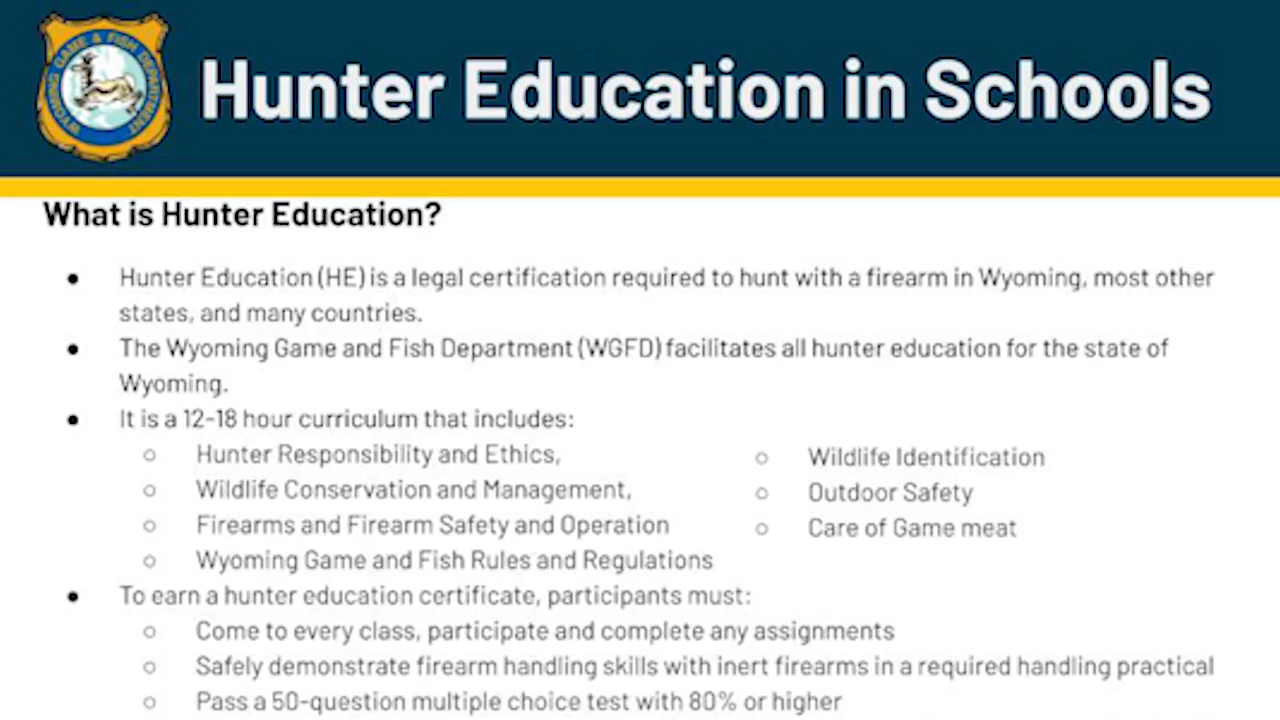 WYOMING GAME & FISH DEPARTMENT
Hunter Education in Schools
What is Hunter Education?
● Hunter Education (HE) is a legal certification required to hunt with a firearm in Wyoming, most other
states, and many countries.
● The Wyoming Game and Fish Department (WGFD) facilitates all hunter education for the state of
Wyoming.
● It is a 12-18 hour curriculum that includes:
○ Hunter Responsibility and Ethics,
○ Wildlife Conservation and Management,
○ Firearms and Firearm Safety and Operation
○ Wyoming Game and Fish Rules and Regulations
○ Wildlife Identification
○ Outdoor Safety
○ Care of Game meat
● To earn a hunter education certificate, participants must:
○ Come to every class, participate and complete any assignments
○ Safely demonstrate firearm handling skills with inert firearms in a required handling practical
○ Pass a 50-question multiple choice test with 80% or higher